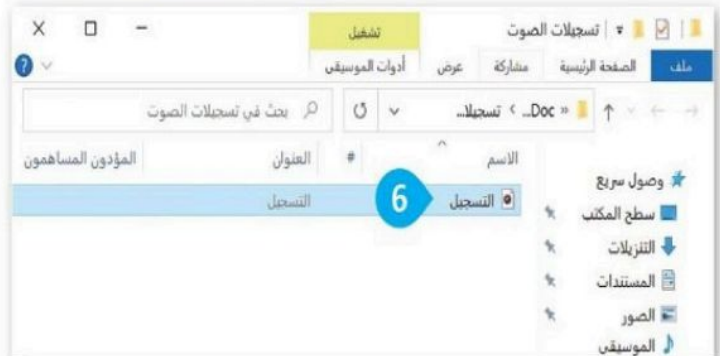 تسجيلات الصوت
تشغيل
ملف الصفحة الرئيسية مشاركة عرض أدوات الموسيقى
Doc... › تسجيلا...
بحث في تسجيلات الصوت
الاسم # العنوان المؤدون المساهمون
التسجيل 6 التسجيل
وصول سريع
سطح المكتب
التنزيلات
المستندات
الصور
الموسيقى